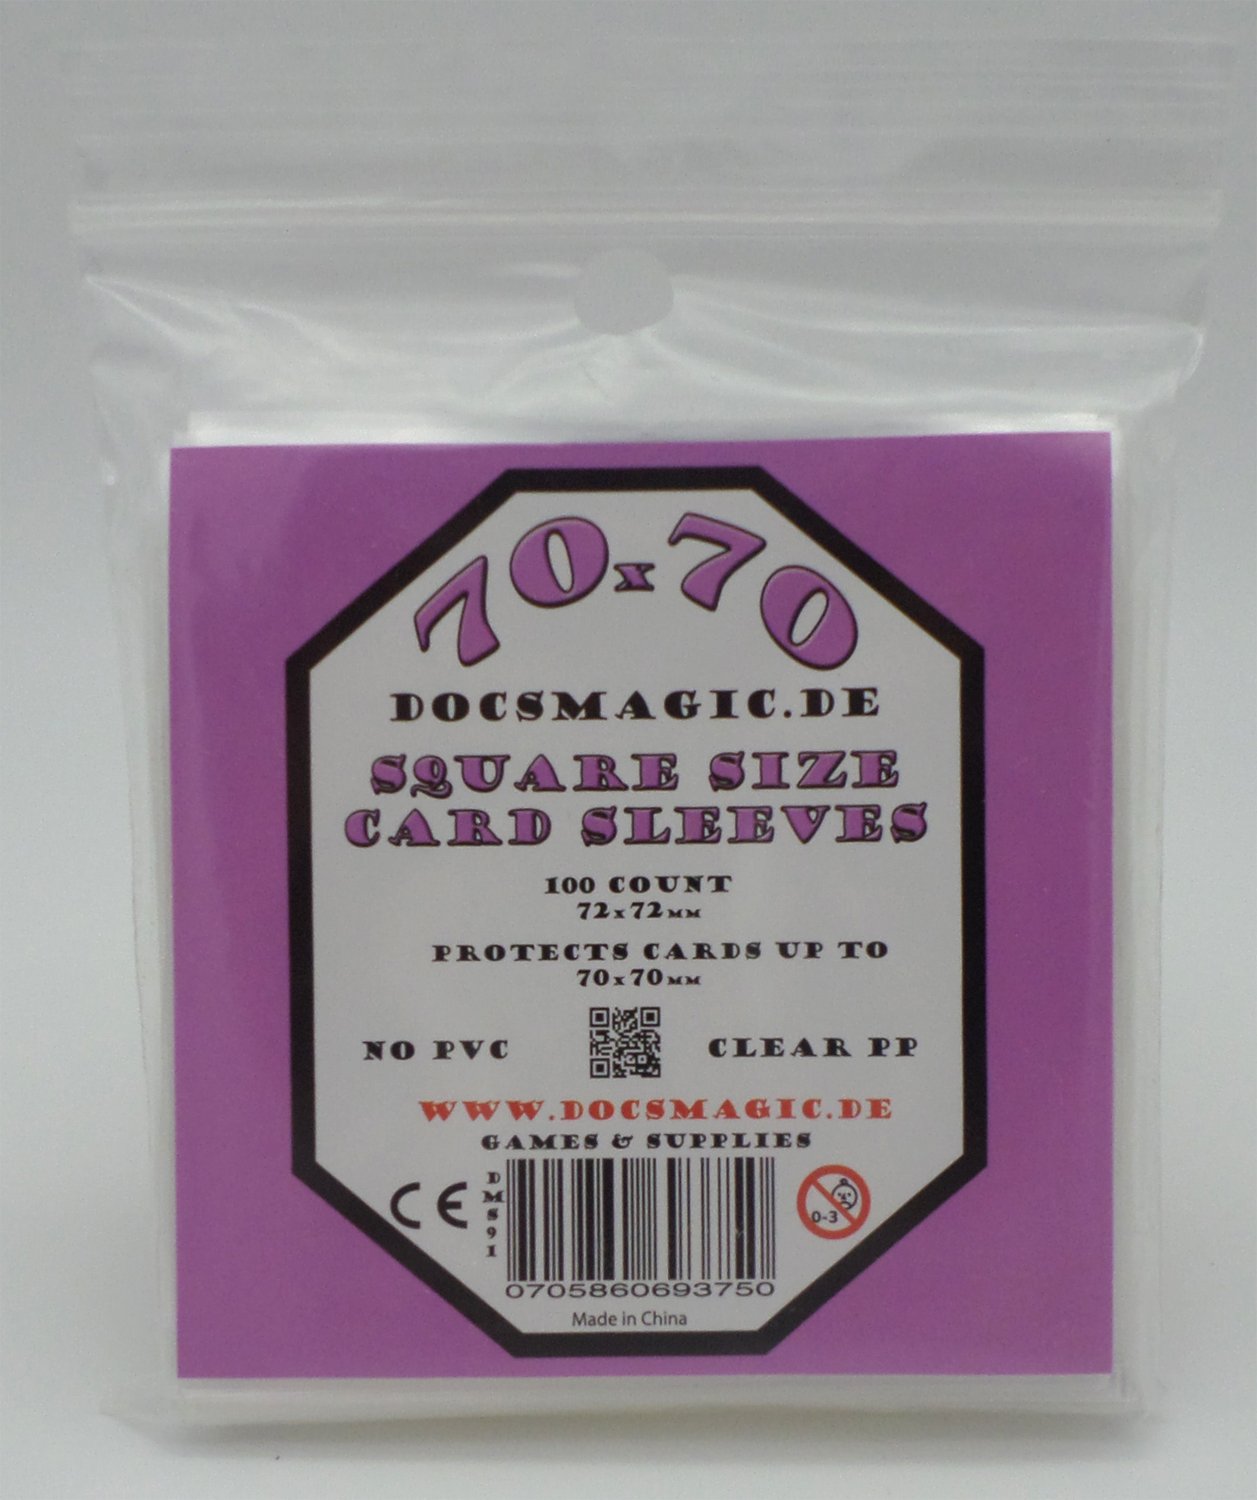 70x70
DOCSMAGIC.DE
SQUARE SIZE
CARD SLEEVES
100 COUNT
72x72MM
PROTECTS CARDS UP TO
70x70MM
NO PVC CLEAR PP
WWW.DOCSMAGIC.DE
GAMES & SUPPLIES
CE DMS91 0-3
0705860693750
Made in China